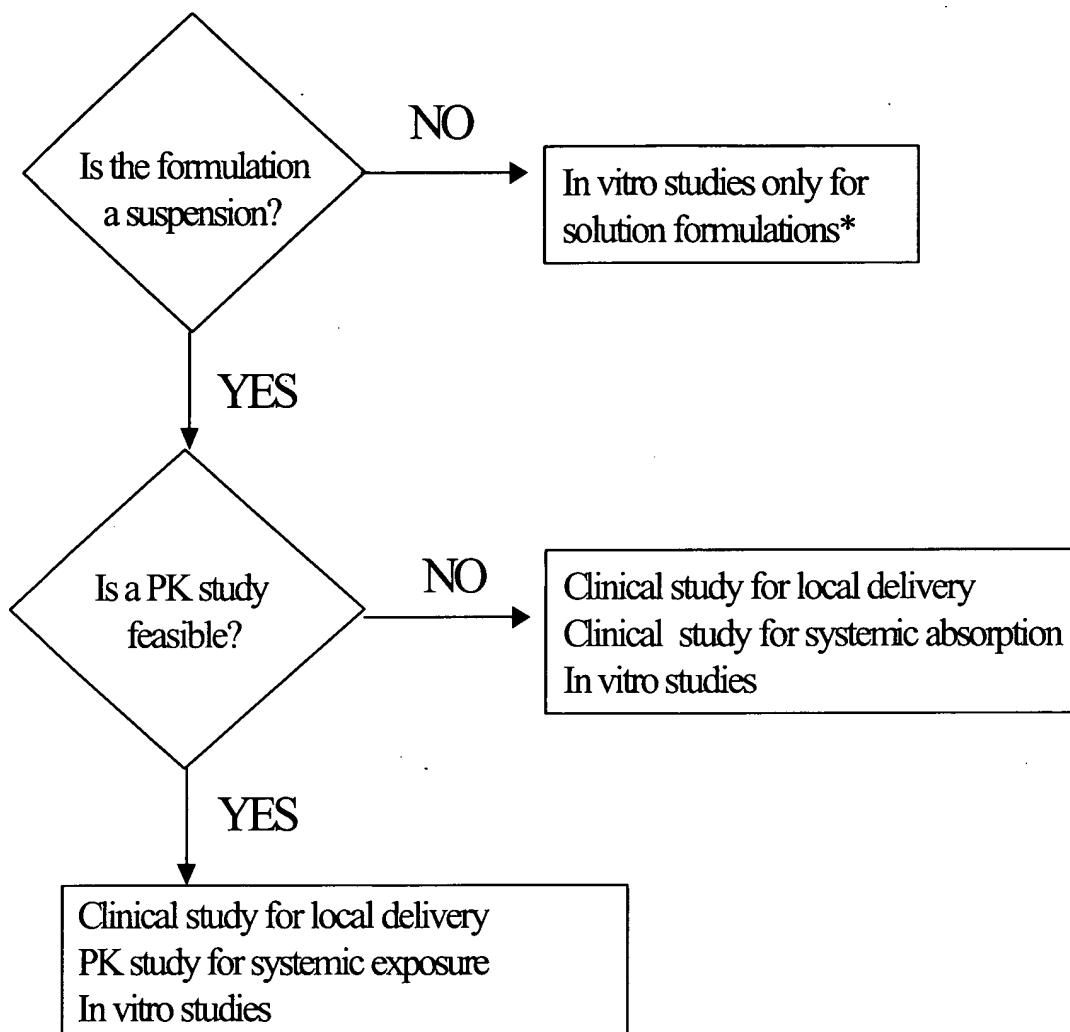 NO
Is the formulation
a suspension?
In vitro studies only for
solution formulations*
YES
Is a PK study
feasible?
NO
Clinical study for local delivery
Clinical study for systemic absorption
In vitro studies
YES
Clinical study for local delivery
PK study for systemic exposure
In vitro studies